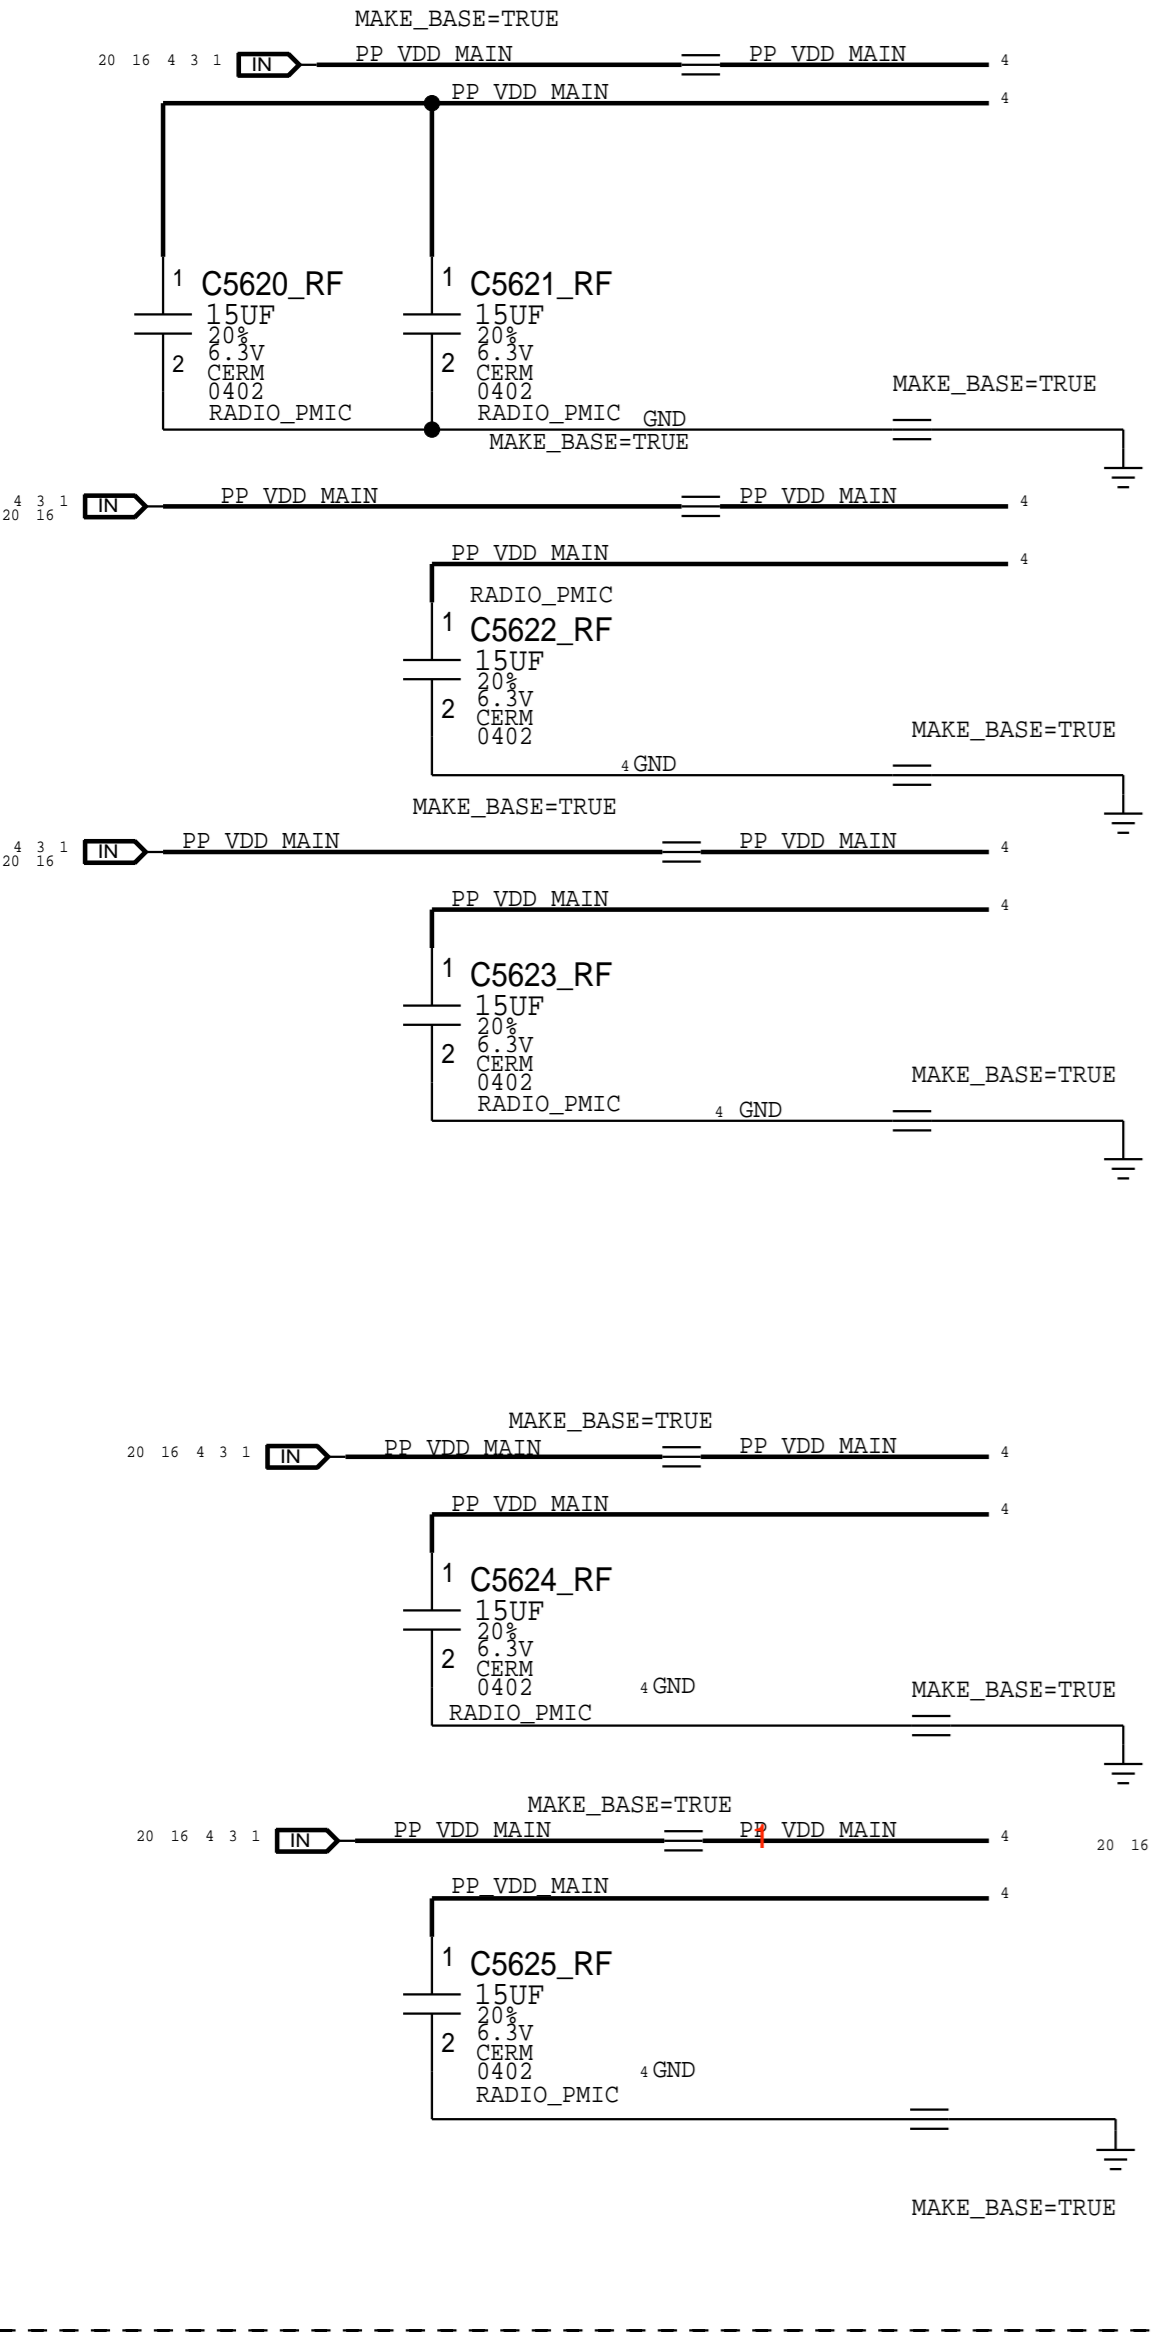 MAKE_BASE=TRUE
20 16 4 3 1 IN PP_VDD_MAIN PP_VDD_MAIN 4
PP_VDD_MAIN 4
1 C5620_RF 1 C5621_RF
15UF 15UF
20% 20%
6.3V 6.3V
2 CERM 2 CERM
0402 0402
MAKE_BASE=TRUE
RADIO_PMIC RADIO_PMIC GND
MAKE_BASE=TRUE
4 3 1 IN PP_VDD_MAIN PP_VDD_MAIN 4
20 16
PP_VDD_MAIN 4
RADIO_PMIC
1 C5622_RF
15UF
20%
6.3V
2 CERM
0402 MAKE_BASE=TRUE
4 GND
MAKE_BASE=TRUE
4 3 1 IN PP_VDD_MAIN PP_VDD_MAIN 4
20 16
PP_VDD_MAIN 4
1 C5623_RF
15UF
20%
6.3V
2 CERM
0402 MAKE_BASE=TRUE
RADIO_PMIC 4 GND
MAKE_BASE=TRUE
20 16 4 3 1 IN PP_VDD_MAIN PP_VDD_MAIN 4
PP_VDD_MAIN 4
1 C5624_RF
15UF
20%
6.3V
2 CERM
0402 4 GND MAKE_BASE=TRUE
RADIO_PMIC
MAKE_BASE=TRUE
20 16 4 3 1 IN PP_VDD_MAIN PP_VDD_MAIN 4 20 16
1
PP_VDD_MAIN 4
1 C5625_RF
15UF
20%
6.3V
2 CERM
0402 4 GND
RADIO_PMIC
MAKE_BASE=TRUE